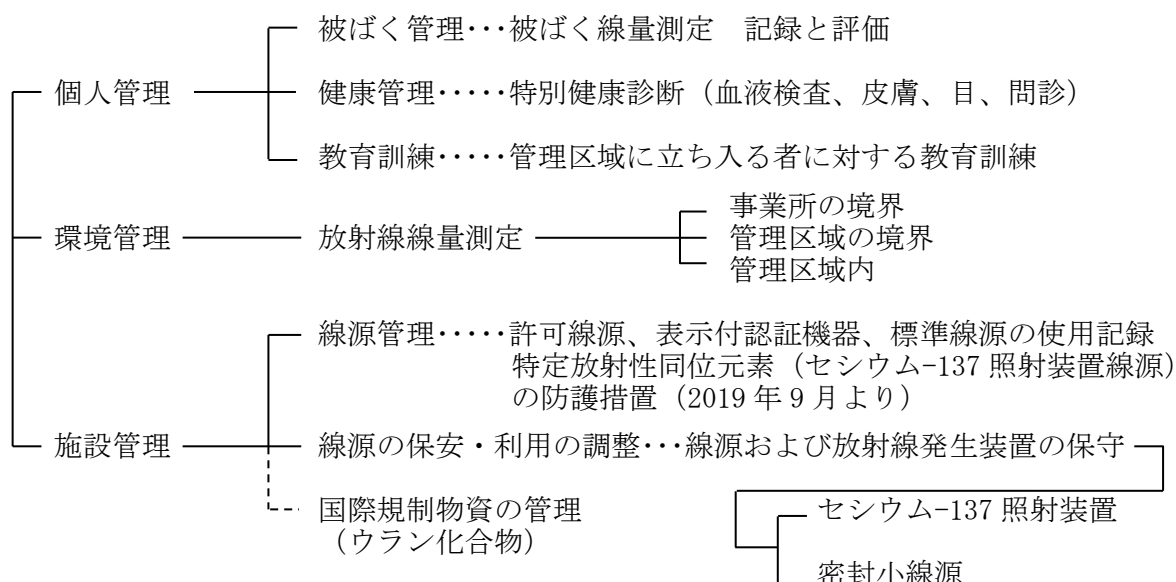 被ばく管理･･･被ばく線量測定　記録と評価
個人管理
健康管理･････特別健康診断（血液検査、皮膚、目、問診）
教育訓練･････管理区域に立ち入る者に対する教育訓練
環境管理
放射線線量測定
事業所の境界
管理区域の境界
管理区域内
線源管理･････許可線源、表示付認証機器、標準線源の使用記録
特定放射性同位元素（セシウム-137 照射装置線源）
の防護措置（2019 年 9 月より）
施設管理
線源の保安・利用の調整･･･線源および放射線発生装置の保守
国際規制物資の管理
（ウラン化合物）
セシウム-137 照射装置
密封小線源